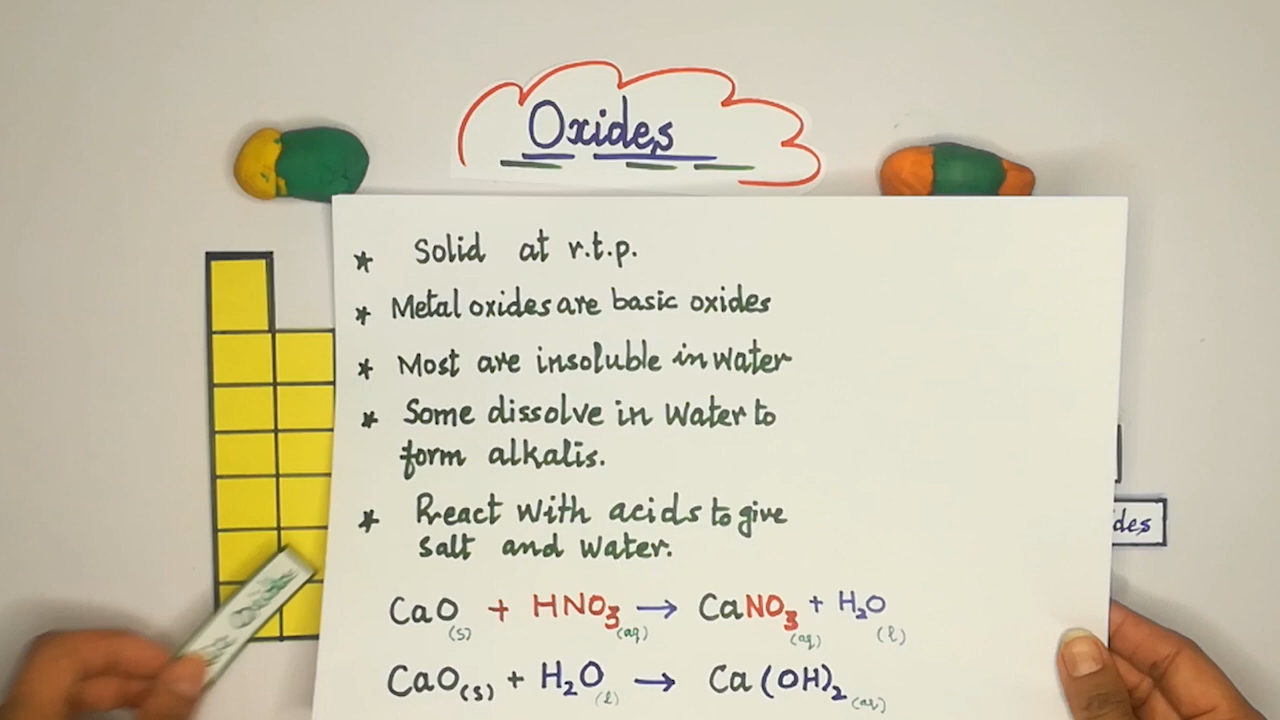 Oxides
* Solid at r.t.p.
* Metal oxides are basic oxides
* Most are insoluble in water
* Some dissolve in water to
form alkalis.
* React with acids to give
salt and water.
CaO(s) + HNO₃(aq) → CaNO₃(aq) + H₂O(l)
CaO(s) + H₂O(l) → Ca(OH)₂(aq)
des